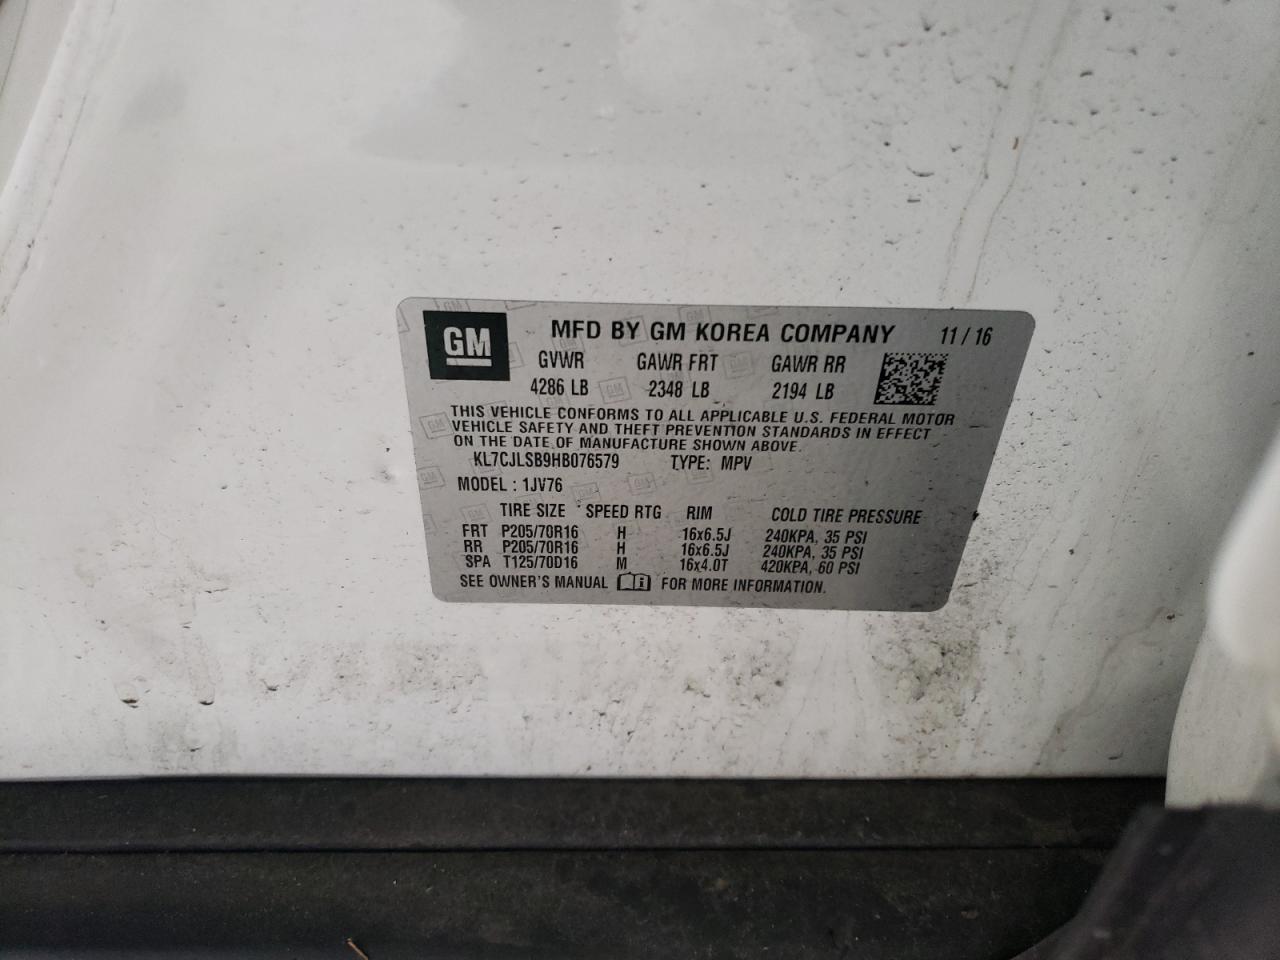 GM MFD BY GM KOREA COMPANY 11 / 16
GVWR GAWR FRT GAWR RR
4286 LB 2348 LB 2194 LB
THIS VEHICLE CONFORMS TO ALL APPLICABLE U.S. FEDERAL MOTOR
VEHICLE SAFETY AND THEFT PREVENTION STANDARDS IN EFFECT
ON THE DATE OF MANUFACTURE SHOWN ABOVE.
KL7CJLSB9HB076579 TYPE: MPV
MODEL : 1JV76
TIRE SIZE SPEED RTG RIM COLD TIRE PRESSURE
FRT P205/70R16 H 16x6.5J 240KPA, 35 PSI
RR P205/70R16 H 16x6.5J 240KPA, 35 PSI
SPA T125/70D16 M 16x4.0T 420KPA, 60 PSI
SEE OWNER'S MANUAL FOR MORE INFORMATION.